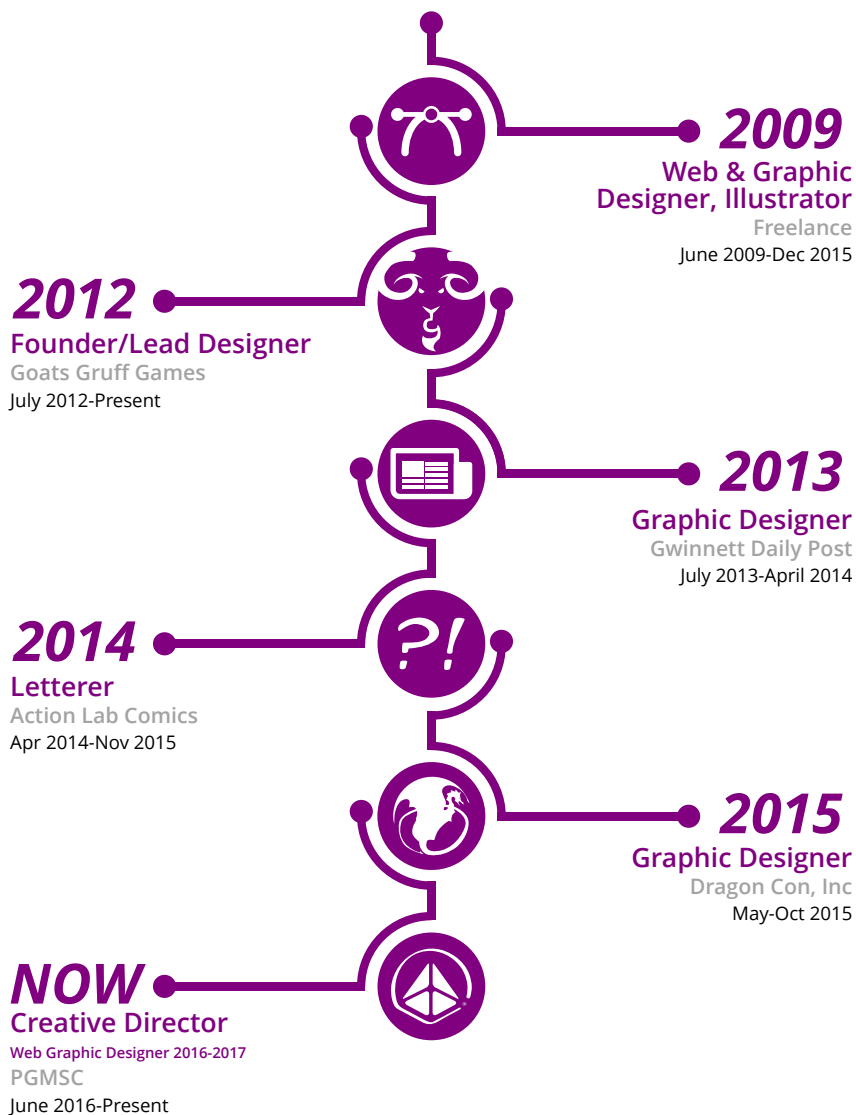 2009
Web & Graphic
Designer, Illustrator
Freelance
June 2009-Dec 2015
2012
Founder/Lead Designer
Goats Gruff Games
July 2012-Present
2013
Graphic Designer
Gwinnett Daily Post
July 2013-April 2014
?!
2014
Letterer
Action Lab Comics
Apr 2014-Nov 2015
2015
Graphic Designer
Dragon Con, Inc
May-Oct 2015
NOW
Creative Director
Web Graphic Designer 2016-2017
PGMSC
June 2016-Present